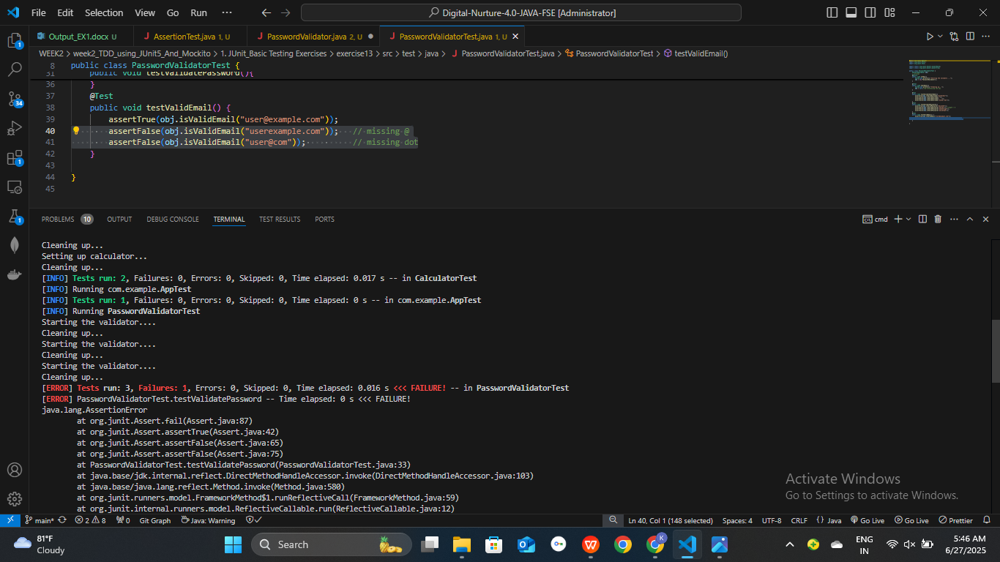 File Edit Selection View Go Run ··· Digital-Nurture-4.0-JAVA-FSE [Administrator]
Output_EX1.docx U AssertionTest.java 1, U PasswordValidator.java 2, U PasswordValidatorTest.java 1, U
WEEK2 > week2_TDD_using_JUnit5_And_Mockito > 1. JUnit_Basic Testing Exercises > exercise13 > src > test > java > PasswordValidatorTest.java > PasswordValidatorTest > testValidEmail()
8 public class PasswordValidatorTest {
31 public void testValidatePassword(){
36 }
37 @Test
38 public void testValidEmail() {
39 assertTrue(obj.isValidEmail("user@example.com"));
40 assertFalse(obj.isValidEmail("userexample.com")); // missing @
41 assertFalse(obj.isValidEmail("user@com")); // missing dot
42 }
43
44 }
45
PROBLEMS 10 OUTPUT DEBUG CONSOLE TERMINAL TEST RESULTS PORTS cmd
Cleaning up...
Setting up calculator...
Cleaning up...
[INFO] Tests run: 2, Failures: 0, Errors: 0, Skipped: 0, Time elapsed: 0.017 s -- in CalculatorTest
[INFO] Running com.example.AppTest
[INFO] Tests run: 1, Failures: 0, Errors: 0, Skipped: 0, Time elapsed: 0 s -- in com.example.AppTest
[INFO] Running PasswordValidatorTest
Starting the validator....
Cleaning up...
Starting the validator....
Cleaning up...
Starting the validator....
Cleaning up...
[ERROR] Tests run: 3, Failures: 1, Errors: 0, Skipped: 0, Time elapsed: 0.016 s <<< FAILURE! -- in PasswordValidatorTest
[ERROR] PasswordValidatorTest.testValidatePassword -- Time elapsed: 0 s <<< FAILURE!
java.lang.AssertionError
at org.junit.Assert.fail(Assert.java:87)
at org.junit.Assert.assertTrue(Assert.java:42)
at org.junit.Assert.assertFalse(Assert.java:65)
at org.junit.Assert.assertFalse(Assert.java:75)
at PasswordValidatorTest.testValidatePassword(PasswordValidatorTest.java:33)
at java.base/jdk.internal.reflect.DirectMethodHandleAccessor.invoke(DirectMethodHandleAccessor.java:103)
at java.base/java.lang.reflect.Method.invoke(Method.java:580)
at org.junit.runners.model.FrameworkMethod$1.runReflectiveCall(FrameworkMethod.java:59)
at org.junit.internal.runners.model.ReflectiveCallable.run(ReflectiveCallable.java:12)
1
34
1
1
Activate Windows
Go to Settings to activate Windows.
main* 2 8 0 Git Graph Java: Warning Ln 40, Col 1 (148 selected) Spaces: 4 UTF-8 CRLF {} Java Go Live Go Live Prettier
81°F
Cloudy
Search
K
ENG
IN
5:46 AM
6/27/2025